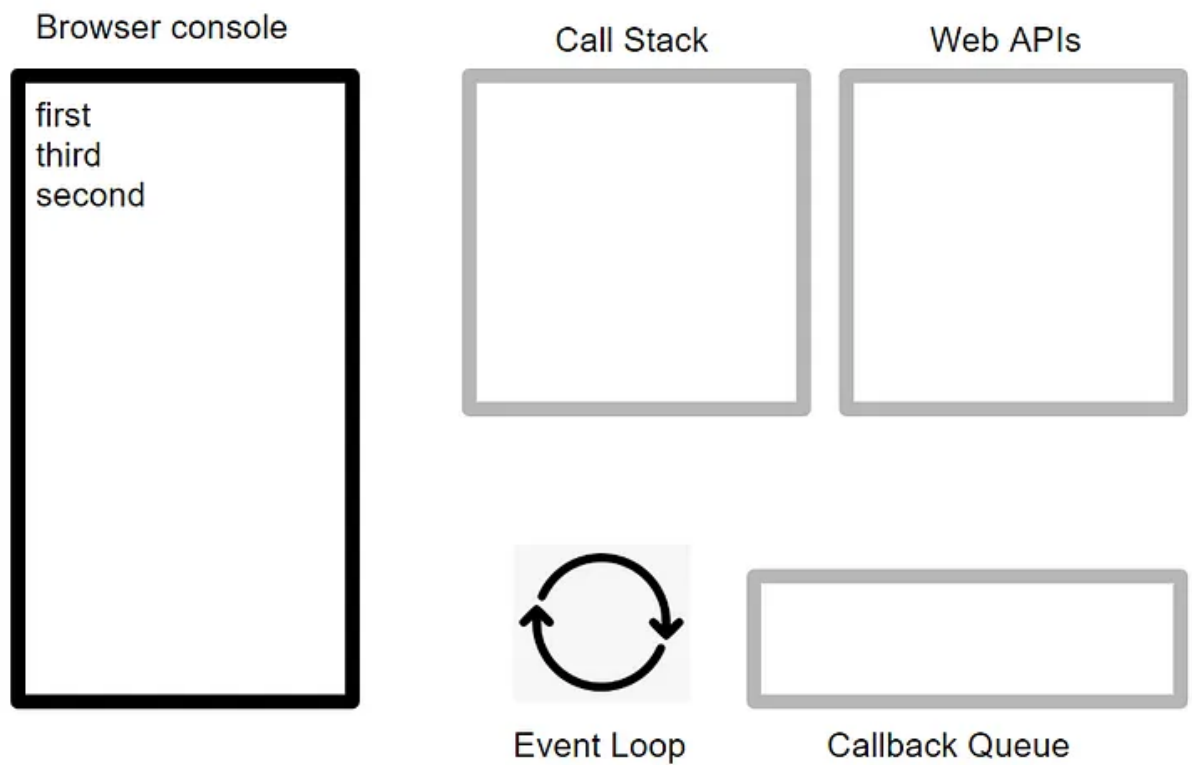 Browser console
first
third
second
Call Stack
Web APIs
Event Loop
Callback Queue